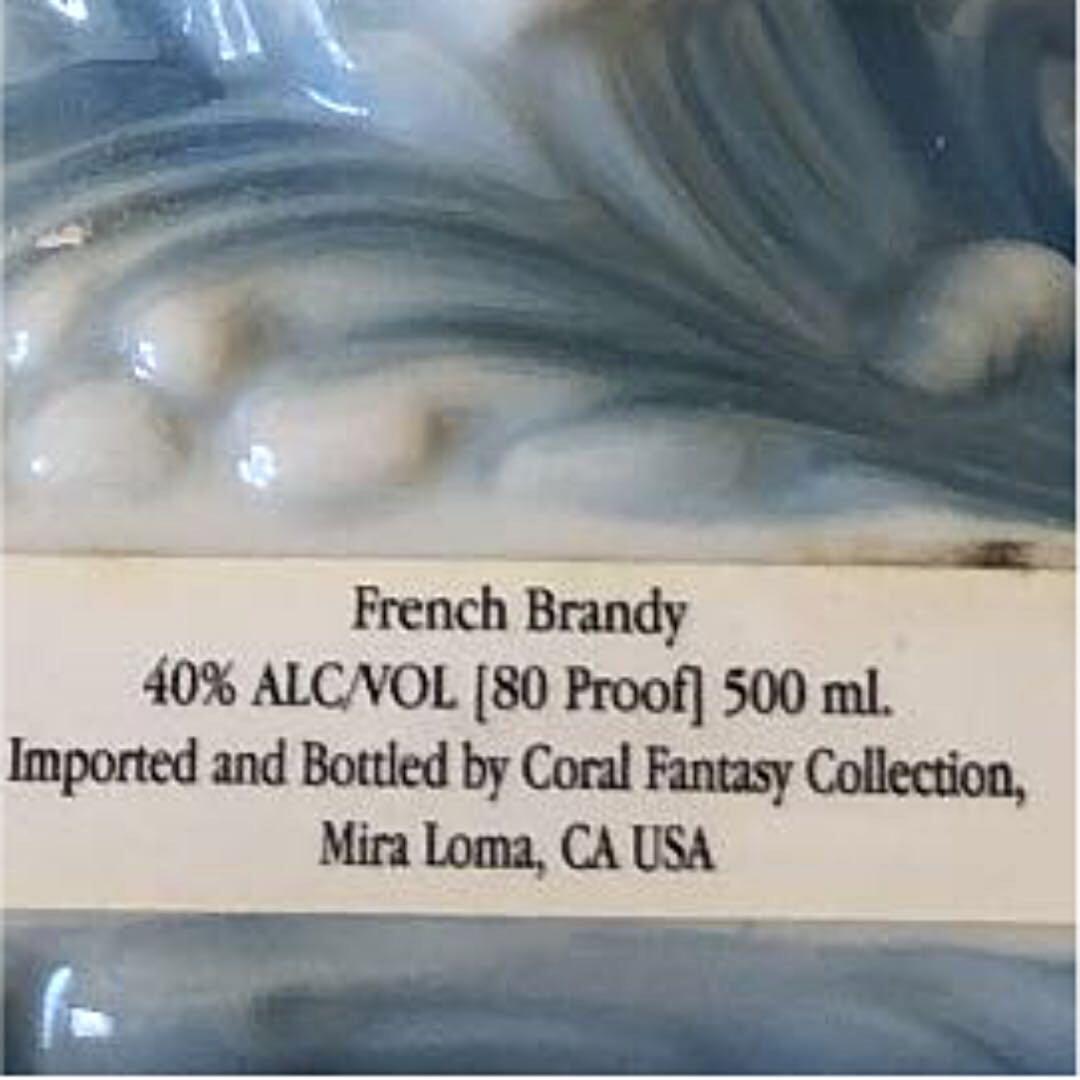 French Brandy
40% ALC/VOL [80 Proof] 500 ml.
Imported and Bottled by Coral Fantasy Collection,
Mira Loma, CA USA